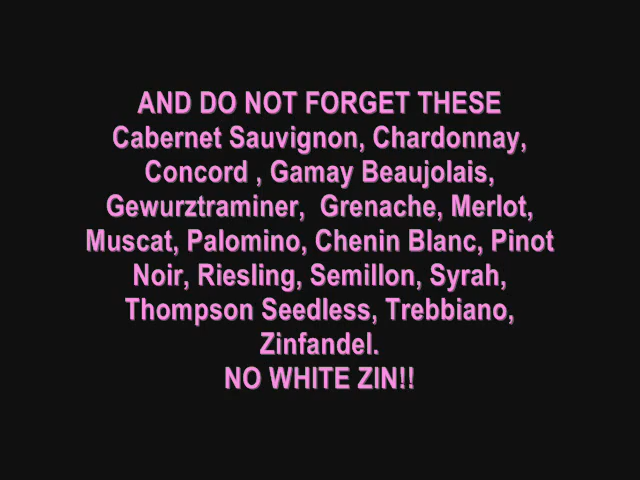 AND DO NOT FORGET THESE
Cabernet Sauvignon, Chardonnay,
Concord , Gamay Beaujolais,
Gewurztraminer,  Grenache, Merlot,
Muscat, Palomino, Chenin Blanc, Pinot
Noir, Riesling, Semillon, Syrah,
Thompson Seedless, Trebbiano,
Zinfandel.
NO WHITE ZIN!!